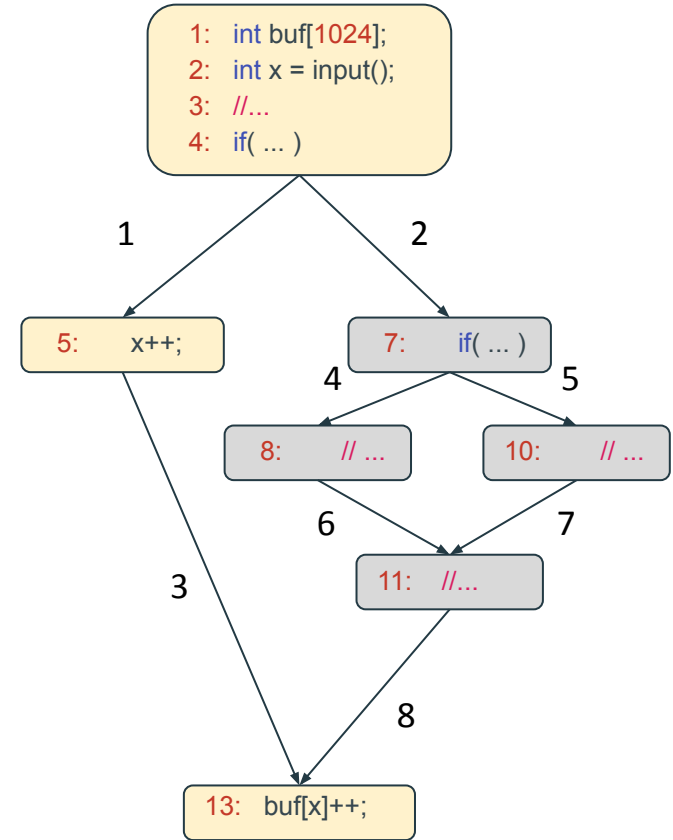 1: int buf[1024];
2: int x = input();
3: //...
4: if( ... )
1
2
5: x++;
7: if( ... )
4
5
8: // ...
10: // ...
6
7
3
11: //...
8
13: buf[x]++;